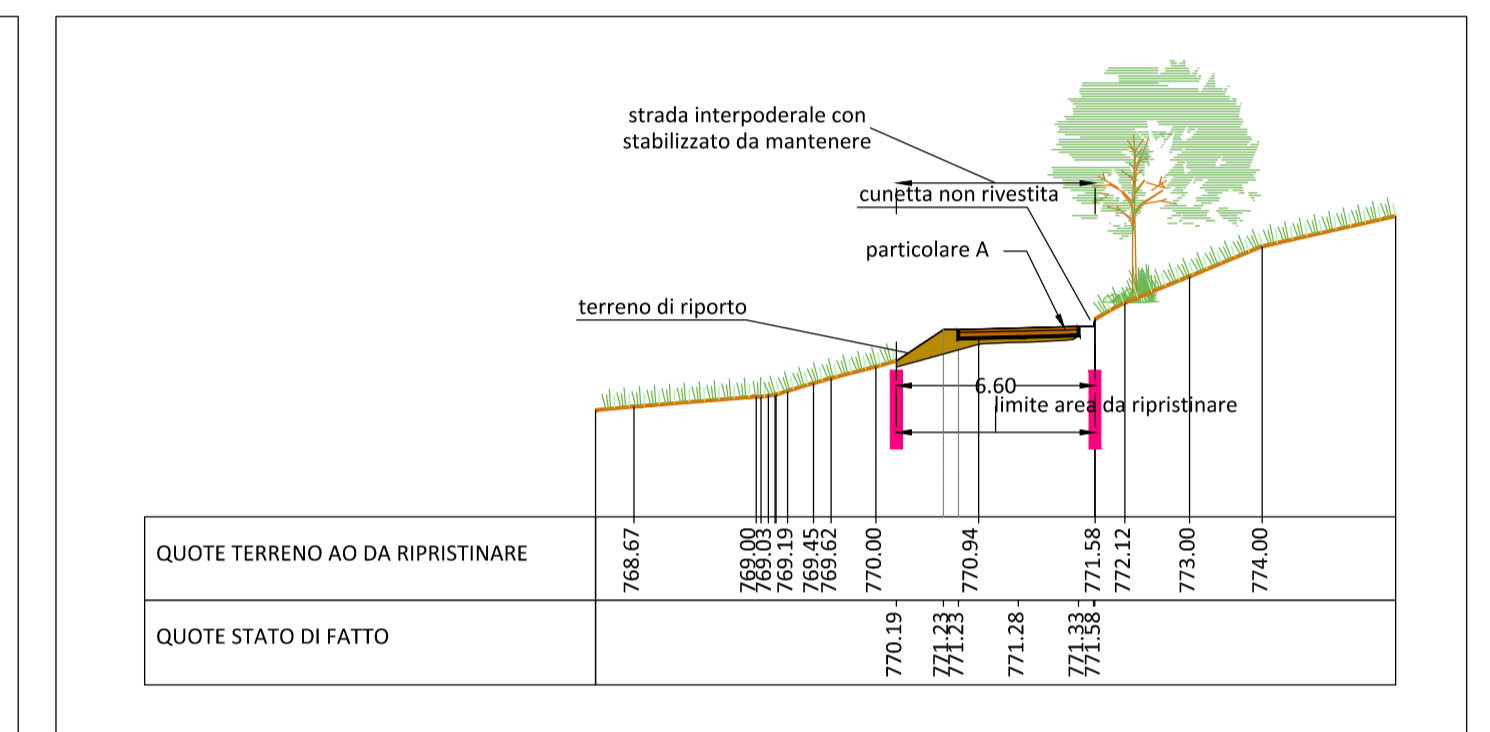 strada interpoderale con
stabilizzato da mantenere
cunetta non rivestita
particolare A
terreno di riporto
6.60
limite area da ripristinare
QUOTE TERRENO AO DA RIPRISTINARE
768.67
769.00
769.03
769.19
769.45
769.62
770.00
770.94
771.58
772.12
773.00
774.00
QUOTE STATO DI FATTO
770.19
771.23
771.23
771.28
771.33
771.58